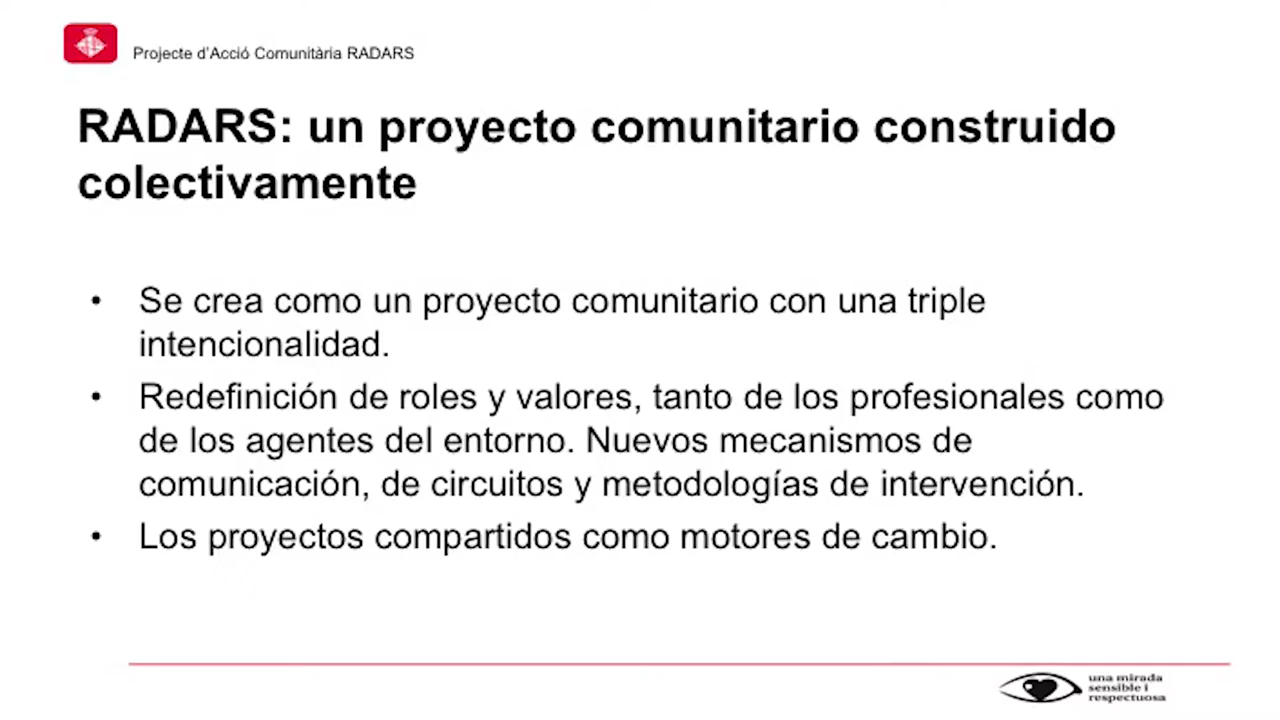 Projecte d'Acció Comunitària RADARS
RADARS: un proyecto comunitario construido
colectivamente
• Se crea como un proyecto comunitario con una triple
intencionalidad.
• Redefinición de roles y valores, tanto de los profesionales como
de los agentes del entorno. Nuevos mecanismos de
comunicación, de circuitos y metodologías de intervención.
• Los proyectos compartidos como motores de cambio.
una mirada
sensible i
respectuosa